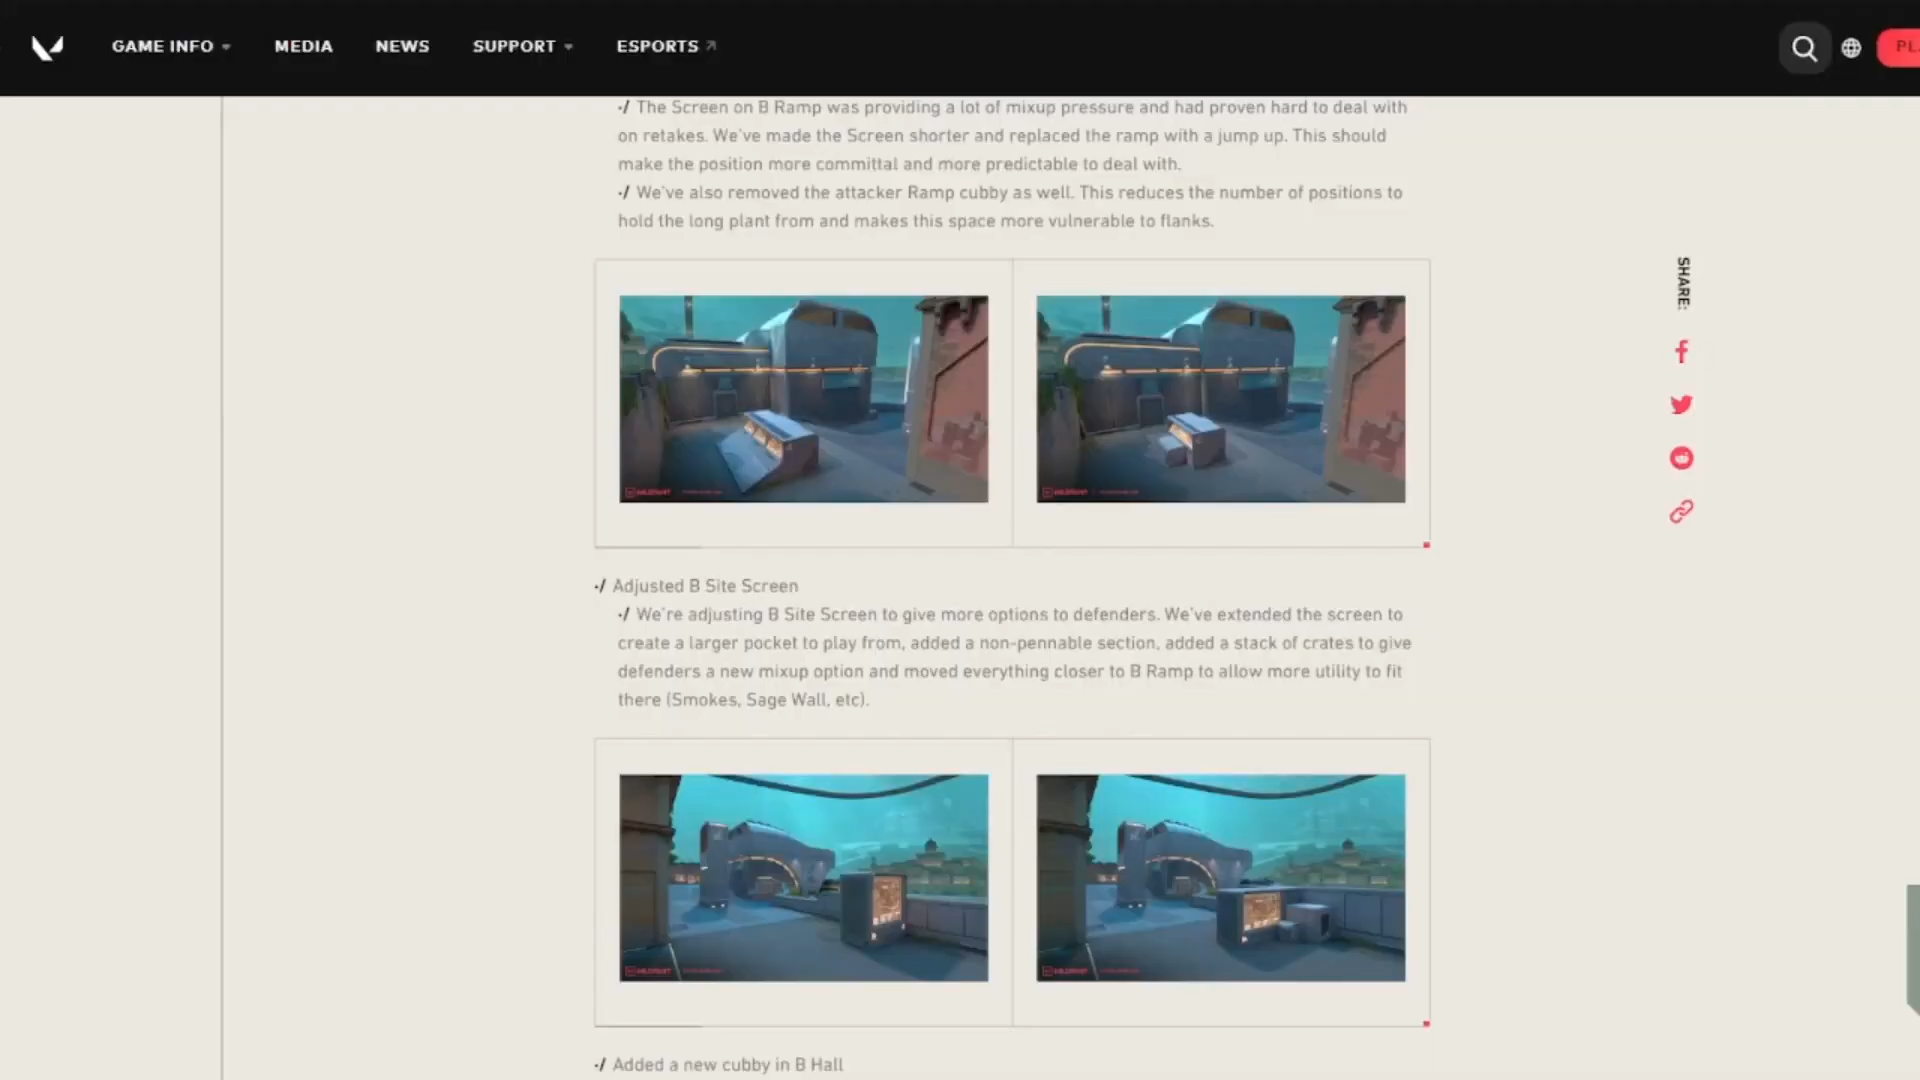 GAME INFO MEDIA NEWS SUPPORT ESPORTS
·/ The Screen on B Ramp was providing a lot of mixup pressure and had proven hard to deal with
on retakes. We've made the Screen shorter and replaced the ramp with a jump up. This should
make the position more committal and more predictable to deal with.
·/ We've also removed the attacker Ramp cubby as well. This reduces the number of positions to
hold the long plant from and makes this space more vulnerable to flanks.
SHARE:
·/ Adjusted B Site Screen
·/ We're adjusting B Site Screen to give more options to defenders. We've extended the screen to
create a larger pocket to play from, added a non-pennable section, added a stack of crates to give
defenders a new mixup option and moved everything closer to B Ramp to allow more utility to fit
there (Smokes, Sage Wall, etc).
·/ Added a new cubby in B Hall